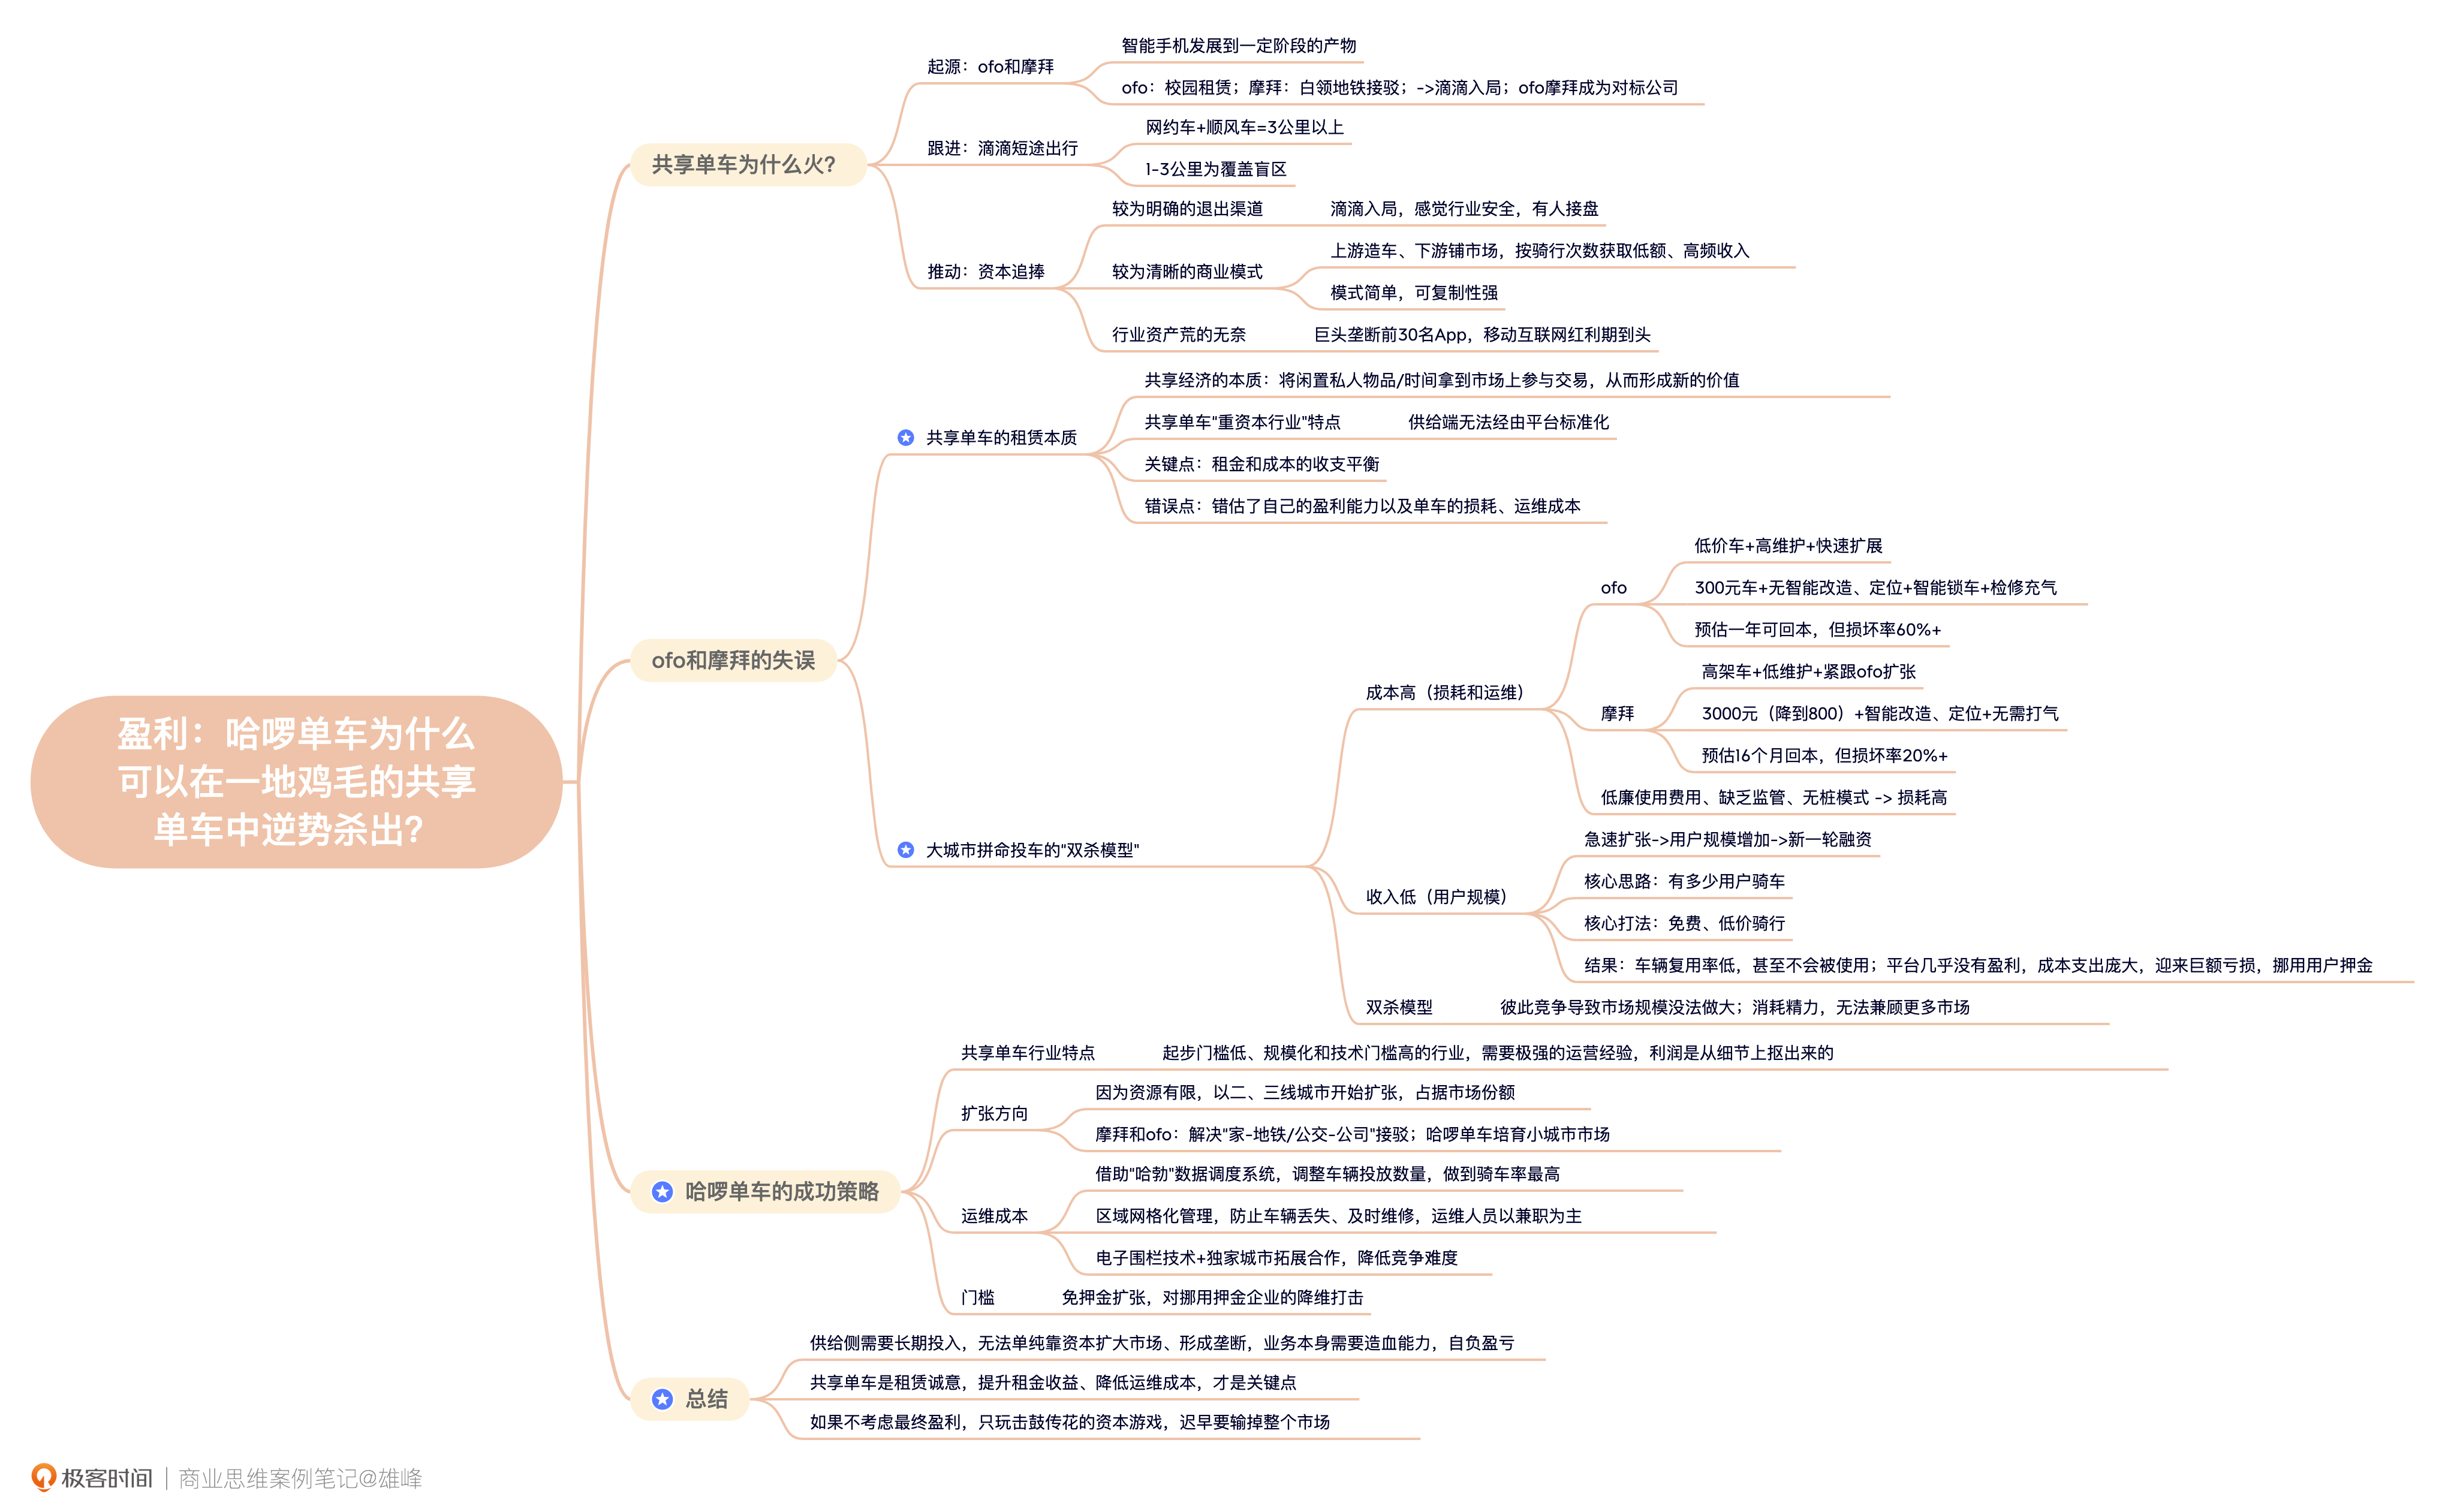 盈利：哈啰单车为什么
可以在一地鸡毛的共享
单车中逆势杀出？
共享单车为什么火？
起源：ofo和摩拜
智能手机发展到一定阶段的产物
ofo：校园租赁；摩拜：白领地铁接驳；->滴滴入局；ofo摩拜成为对标公司
跟进：滴滴短途出行
网约车+顺风车=3公里以上
1-3公里为覆盖盲区
推动：资本追捧
较为明确的退出渠道
滴滴入局，感觉行业安全，有人接盘
较为清晰的商业模式
上游造车、下游铺市场，按骑行次数获取低额、高频收入
模式简单，可复制性强
行业资产荒的无奈
巨头垄断前30名App，移动互联网红利期到头
ofo和摩拜的失误
共享单车的租赁本质
共享经济的本质：将闲置私人物品/时间拿到市场上参与交易，从而形成新的价值
共享单车"重资本行业"特点
供给端无法经由平台标准化
关键点：租金和成本的收支平衡
错误点：错估了自己的盈利能力以及单车的损耗、运维成本
大城市拼命投车的"双杀模型"
成本高（损耗和运维）
ofo
低价车+高维护+快速扩展
300元车+无智能改造、定位+智能锁车+检修充气
预估一年可回本，但损坏率60%+
摩拜
高架车+低维护+紧跟ofo扩张
3000元（降到800）+智能改造、定位+无需打气
预估16个月回本，但损坏率20%+
低廉使用费用、缺乏监管、无桩模式 -> 损耗高
收入低（用户规模）
急速扩张->用户规模增加->新一轮融资
核心思路：有多少用户骑车
核心打法：免费、低价骑行
结果：车辆复用率低，甚至不会被使用；平台几乎没有盈利，成本支出庞大，迎来巨额亏损，挪用用户押金
双杀模型
彼此竞争导致市场规模没法做大；消耗精力，无法兼顾更多市场
哈啰单车的成功策略
共享单车行业特点
起步门槛低、规模化和技术门槛高的行业，需要极强的运营经验，利润是从细节上抠出来的
扩张方向
因为资源有限，以二、三线城市开始扩张，占据市场份额
摩拜和ofo：解决"家-地铁/公交-公司"接驳；哈啰单车培育小城市市场
运维成本
借助"哈勃"数据调度系统，调整车辆投放数量，做到骑车率最高
区域网格化管理，防止车辆丢失、及时维修，运维人员以兼职为主
电子围栏技术+独家城市拓展合作，降低竞争难度
门槛
免押金扩张，对挪用押金企业的降维打击
总结
供给侧需要长期投入，无法单纯靠资本扩大市场、形成垄断，业务本身需要造血能力，自负盈亏
共享单车是租赁诚意，提升租金收益、降低运维成本，才是关键点
如果不考虑最终盈利，只玩击鼓传花的资本游戏，迟早要输掉整个市场
极客时间
商业思维案例笔记@雄峰